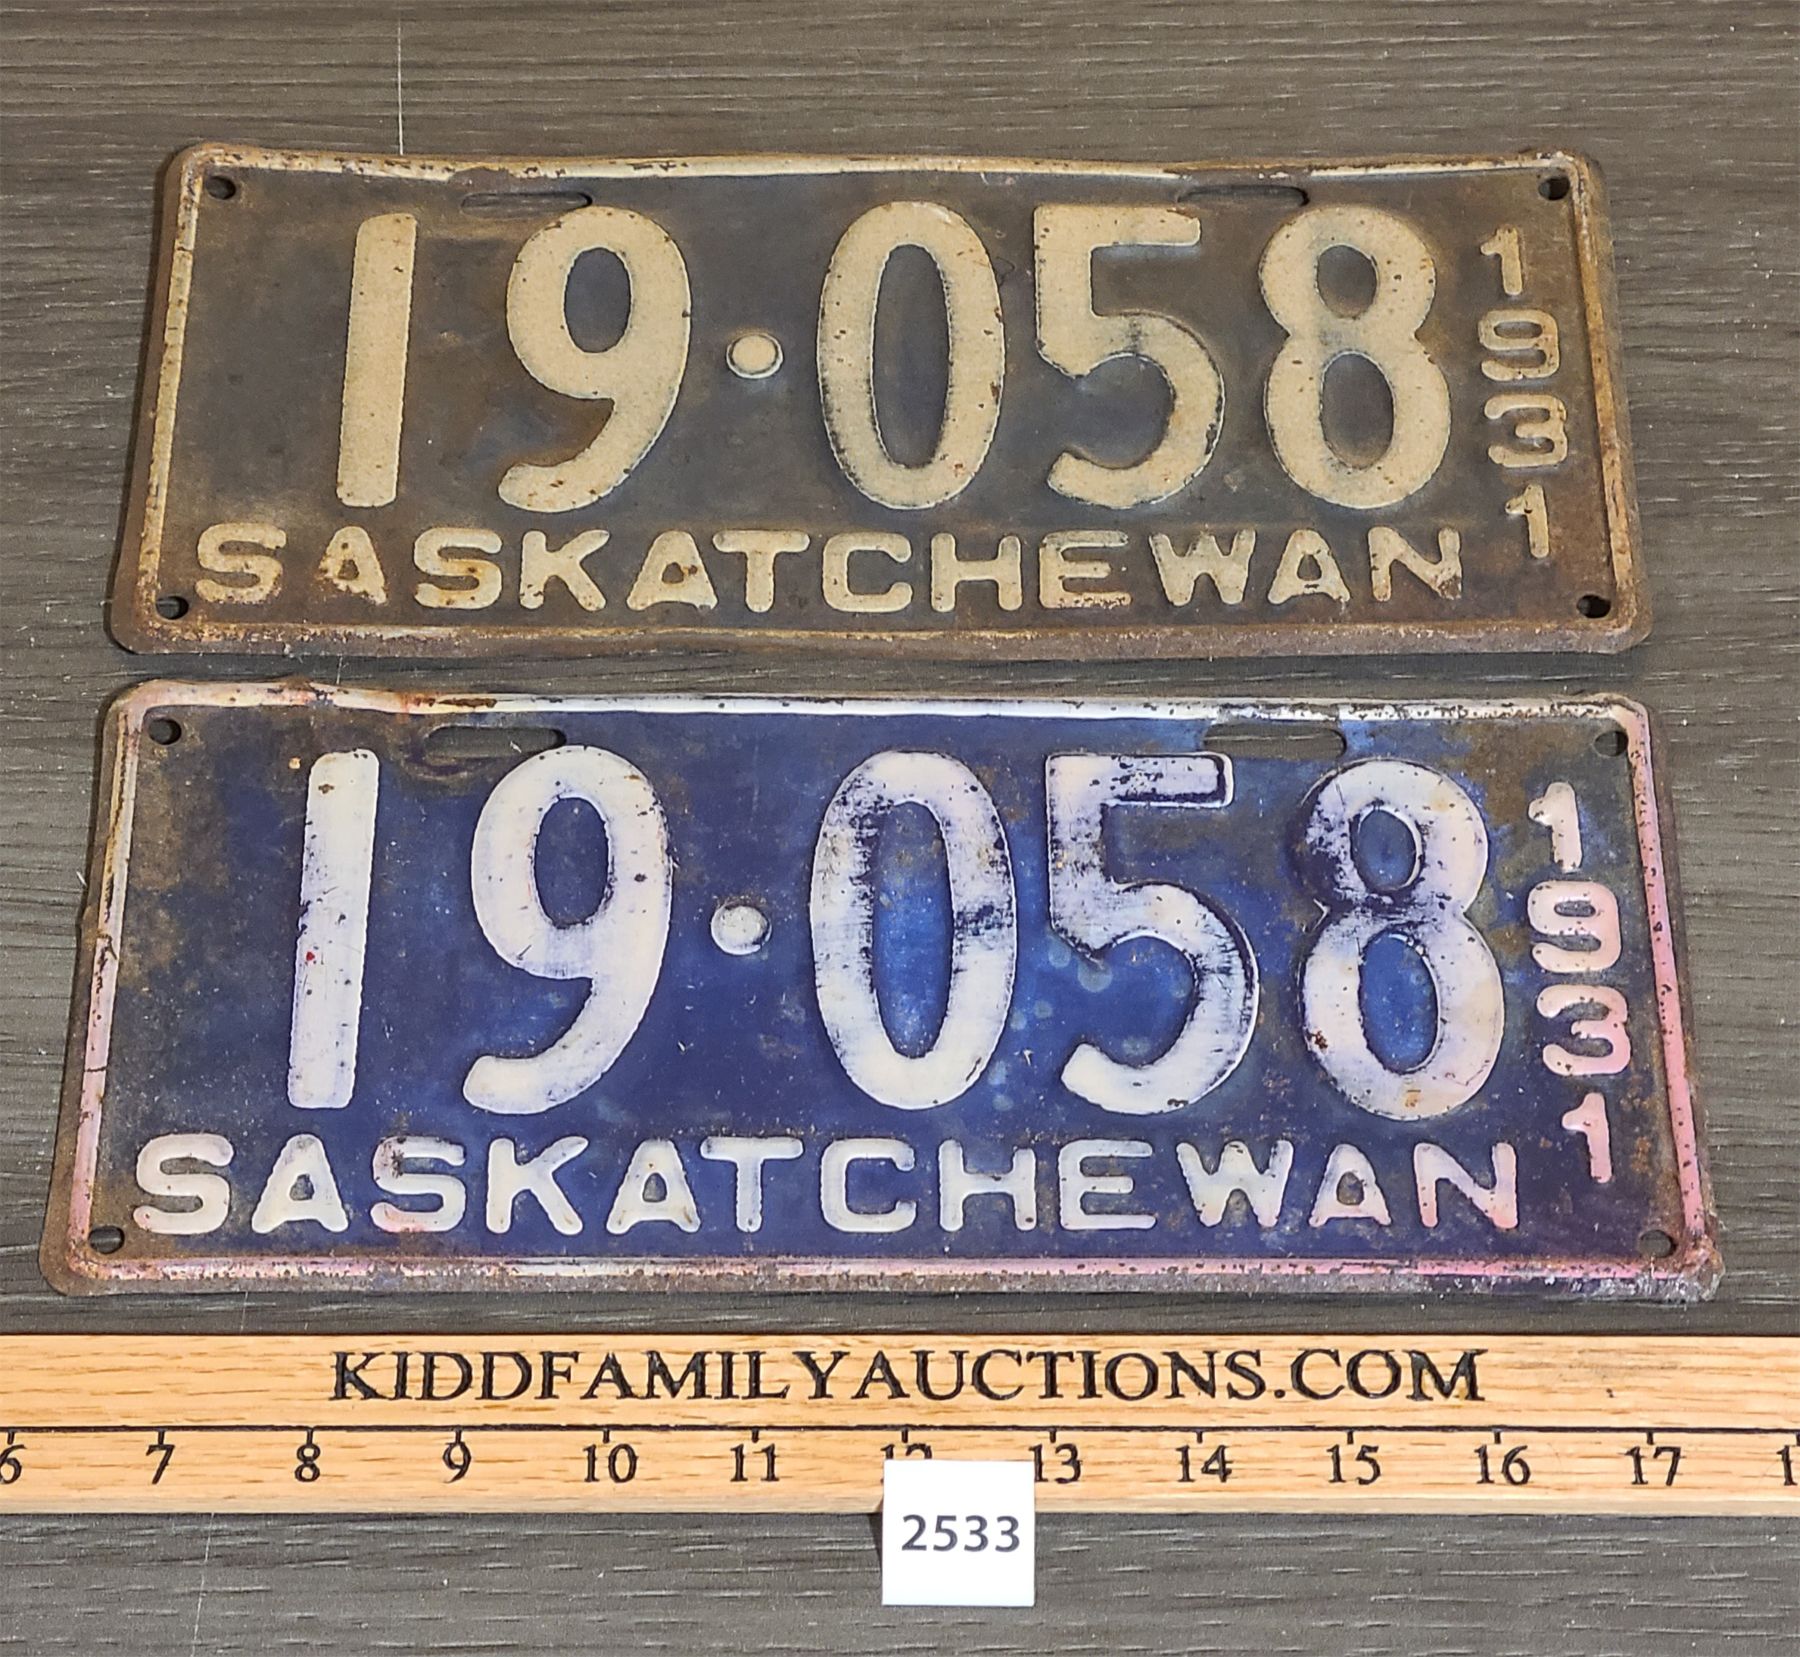 19·058
1931
SASKATCHEWAN
19·058
1931
SASKATCHEWAN
KIDDFAMILYAUCTIONS.COM
6 7 8 9 10 11 12 13 14 15 16 17
2533